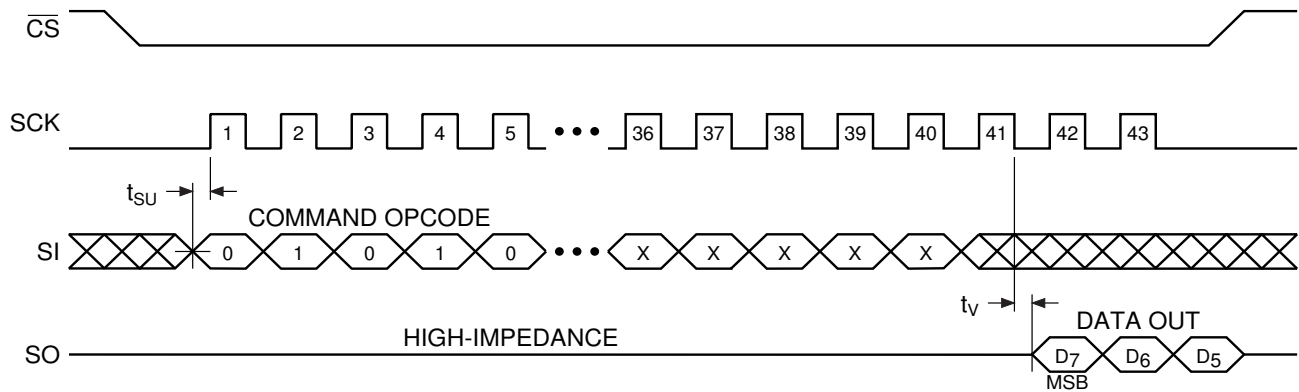 CS
SCK 1 2 3 4 5 ••• 36 37 38 39 40 41 42 43
tSU
COMMAND OPCODE
SI 0 1 0 1 0 ••• X X X X X
tV
HIGH-IMPEDANCE DATA OUT
SO D7 D6 D5
MSB